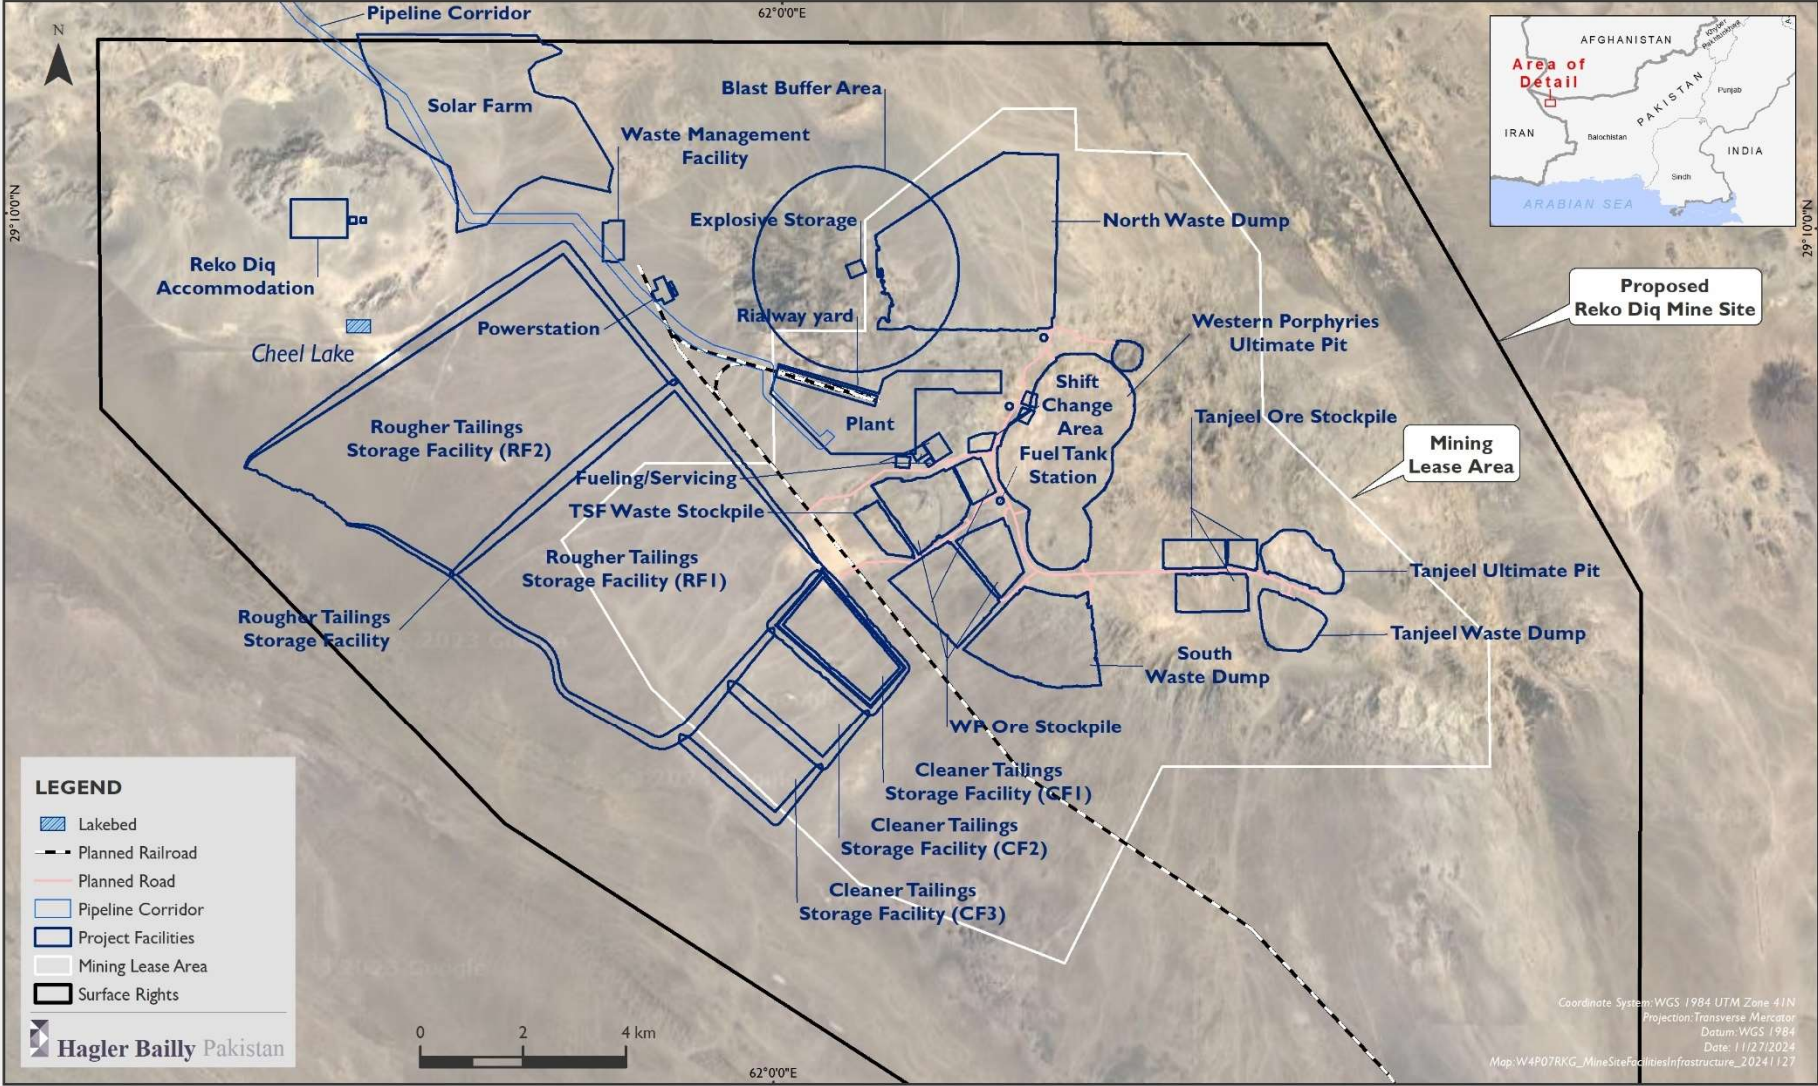 Pipeline Corridor
62°0'0"E
N
Solar Farm
Blast Buffer Area
Waste Management
Facility
Explosive Storage
North Waste Dump
29°10'0"N
29°10'0"N
Reko Diq
Accommodation
Powerstation
Rialway yard
Cheel Lake
Western Porphyries
Ultimate Pit
Proposed
Reko Diq Mine Site
Shift
Change
Area
Plant
Tanjeel Ore Stockpile
Rougher Tailings
Storage Facility (RF2)
Mining
Lease Area
Fuel Tank
Station
Fueling/Servicing
TSF Waste Stockpile
Rougher Tailings
Storage Facility (RF1)
Tanjeel Ultimate Pit
Rougher Tailings
Storage Facility
Tanjeel Waste Dump
South
Waste Dump
WP Ore Stockpile
Cleaner Tailings
Storage Facility (CF1)
Cleaner Tailings
Storage Facility (CF2)
Cleaner Tailings
Storage Facility (CF3)
AFGHANISTAN
Khyber
Pakhtunkhwa
Area of
Detail
PAKISTAN
Punjab
IRAN
Balochistan
INDIA
Sindh
ARABIAN SEA
LEGEND
Lakebed
Planned Railroad
Planned Road
Pipeline Corridor
Project Facilities
Mining Lease Area
Surface Rights
Hagler Bailly Pakistan
0 2 4 km
62°0'0"E
Coordinate System:WGS 1984 UTM Zone 41N
Projection:Transverse Mercator
Datum:WGS 1984
Date: 11/27/2024
Map:W4P07RKG_MineSiteFacilitiesInfrastructure_20241127